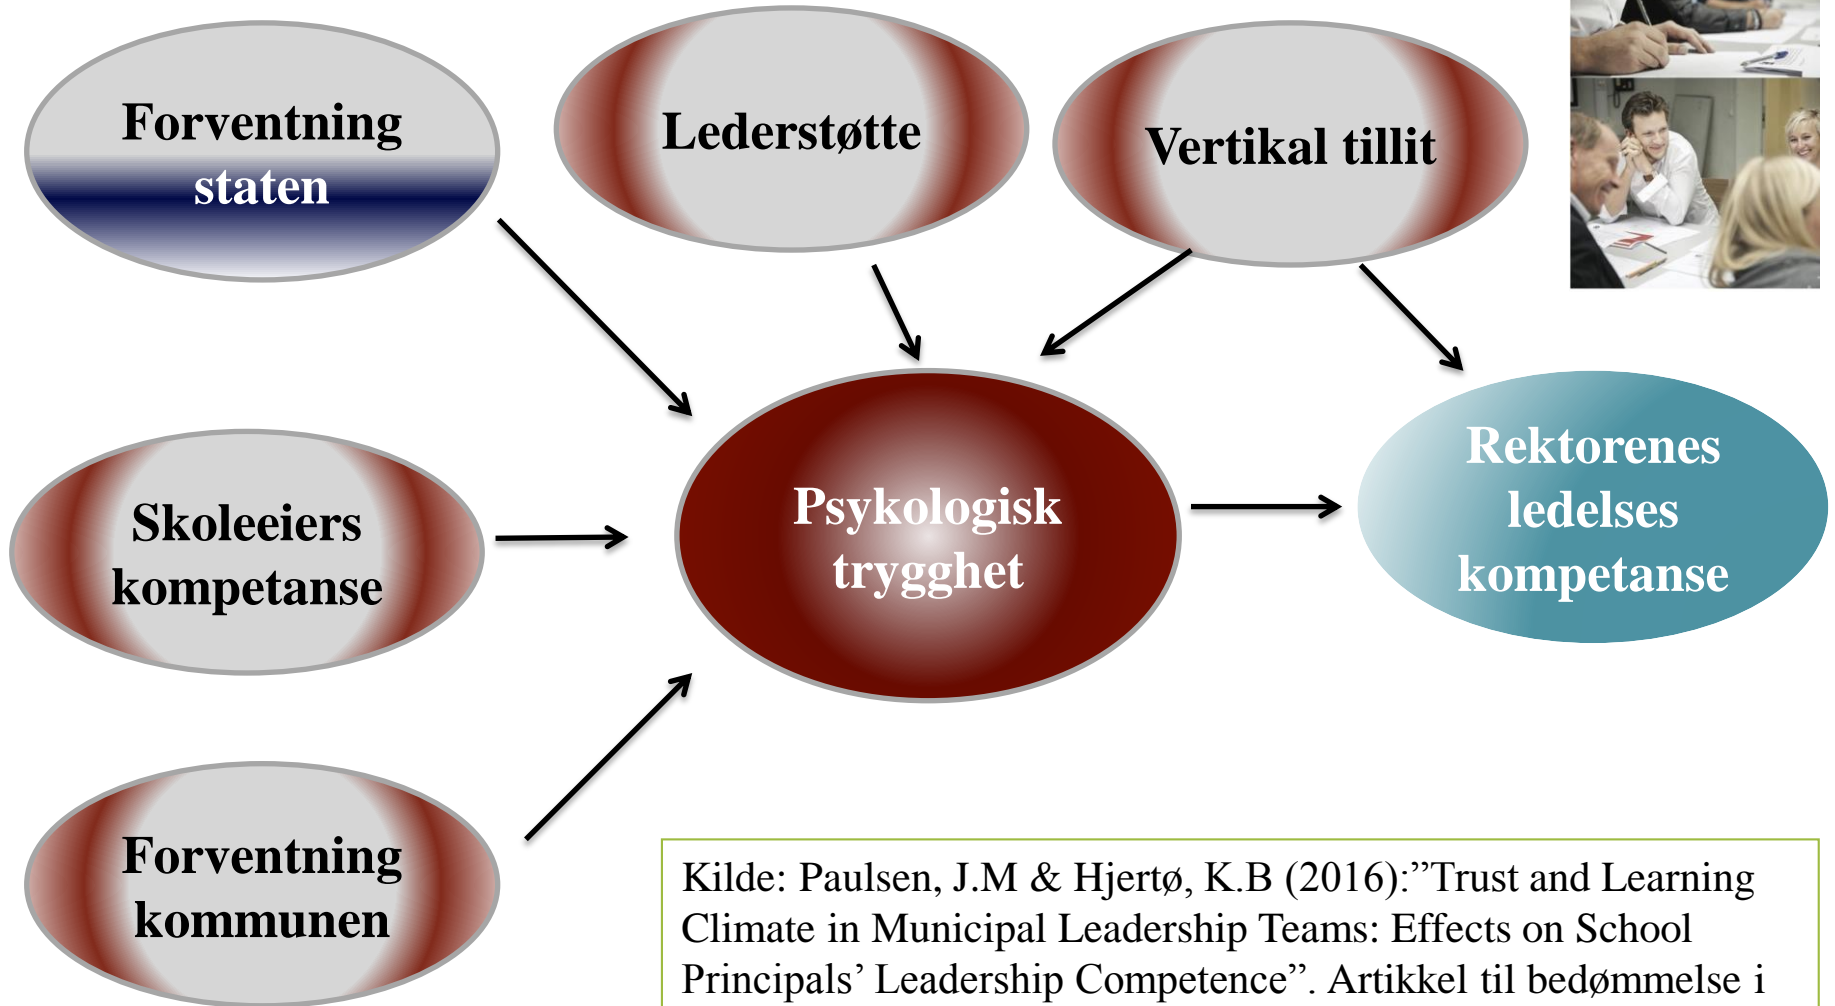 Forventning
staten
Lederstøtte
Vertikal tillit
Skoleeiers
kompetanse
Psykologisk
trygghet
Rektorenes
ledelses
kompetanse
Forventning
kommunen
Kilde: Paulsen, J.M & Hjertø, K.B (2016):”Trust and Learning
Climate in Municipal Leadership Teams: Effects on School
Principals’ Leadership Competence”. Artikkel til bedømmelse i